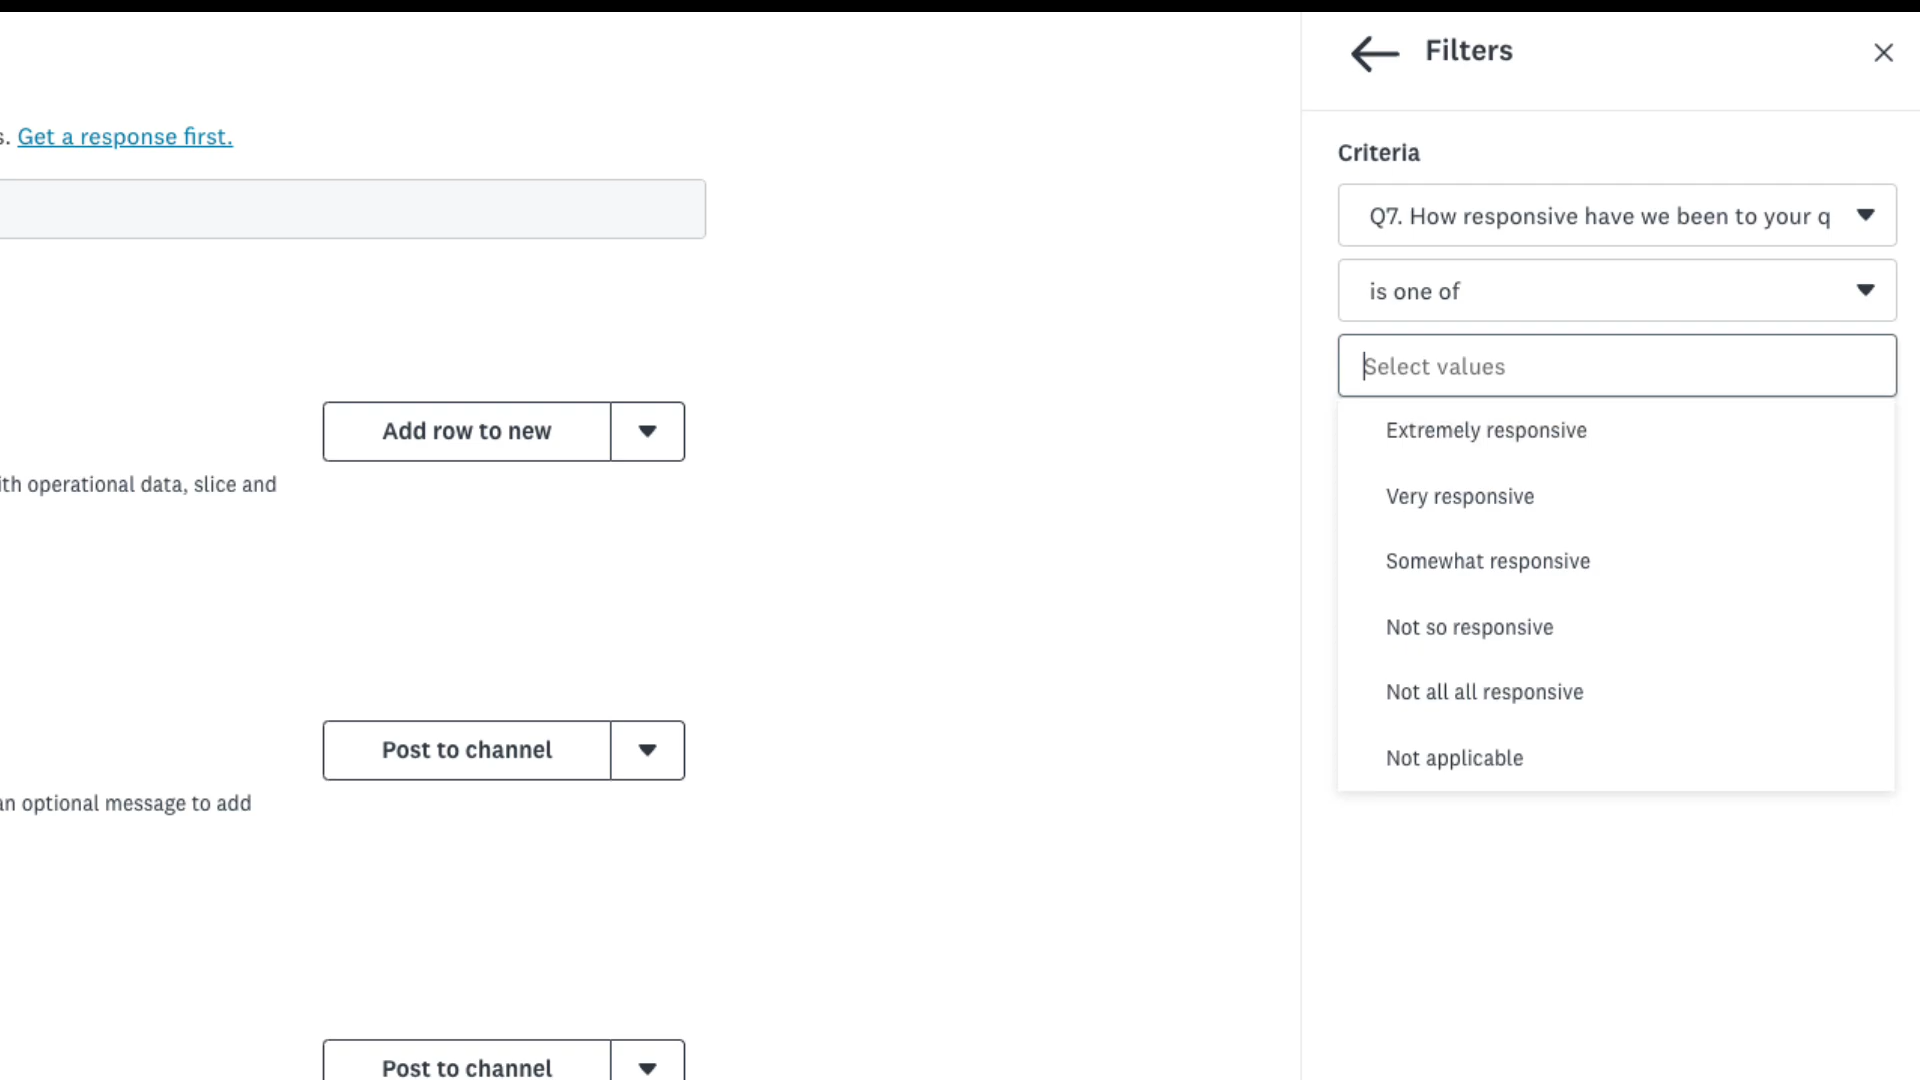 s. Get a response first.
Add row to new
ith operational data, slice and
Post to channel
an optional message to add
Post to channel
Filters
Criteria
Q7. How responsive have we been to your q
is one of
Select values
Extremely responsive
Very responsive
Somewhat responsive
Not so responsive
Not all all responsive
Not applicable